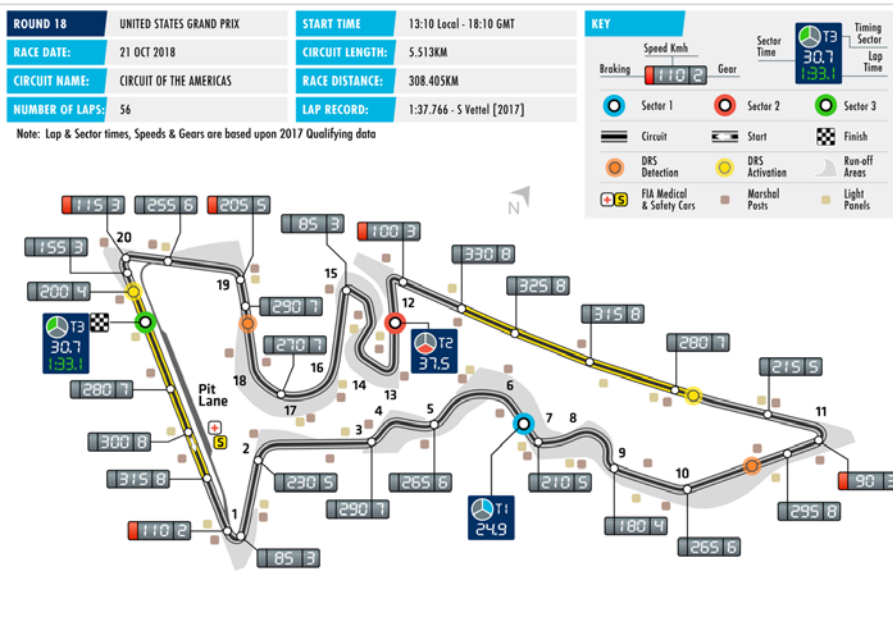 ROUND 18 UNITED STATES GRAND PRIX
RACE DATE: 21 OCT 2018
CIRCUIT NAME: CIRCUIT OF THE AMERICAS
NUMBER OF LAPS: 56
START TIME 13:10 Local - 18:10 GMT
CIRCUIT LENGTH: 5.513KM
RACE DISTANCE: 308.405KM
LAP RECORD: 1:37.766 - S Vettel [2017]
Note: Lap & Sector times, Speeds & Gears are based upon 2017 Qualifying data
KEY
Speed Kmh
Braking
110 2
Gear
Sector
Time
T3
30.7
1:33.1
Timing
Sector
Lap
Time
Sector 1
Sector 2
Sector 3
Circuit
Start
Finish
DRS
Detection
DRS
Activation
Run-off
Areas
S
FIA Medical
& Safety Cars
Marshal
Posts
Light
Panels
N
115 3
255 6
205 5
85 3
100 3
330 8
155 3
20
19
15
12
325 8
200 4
290 7
315 8
T3
30.7
1:33.1
T2
37.5
270 7
280 7
280 7
18
17
16
14
13
215 5
Pit
Lane
S
300 8
315 8
2
3
4
5
6
7
8
9
10
11
230 5
290 7
265 6
T1
24.9
210 5
180 4
265 6
295 8
90
110 2
1
85 3